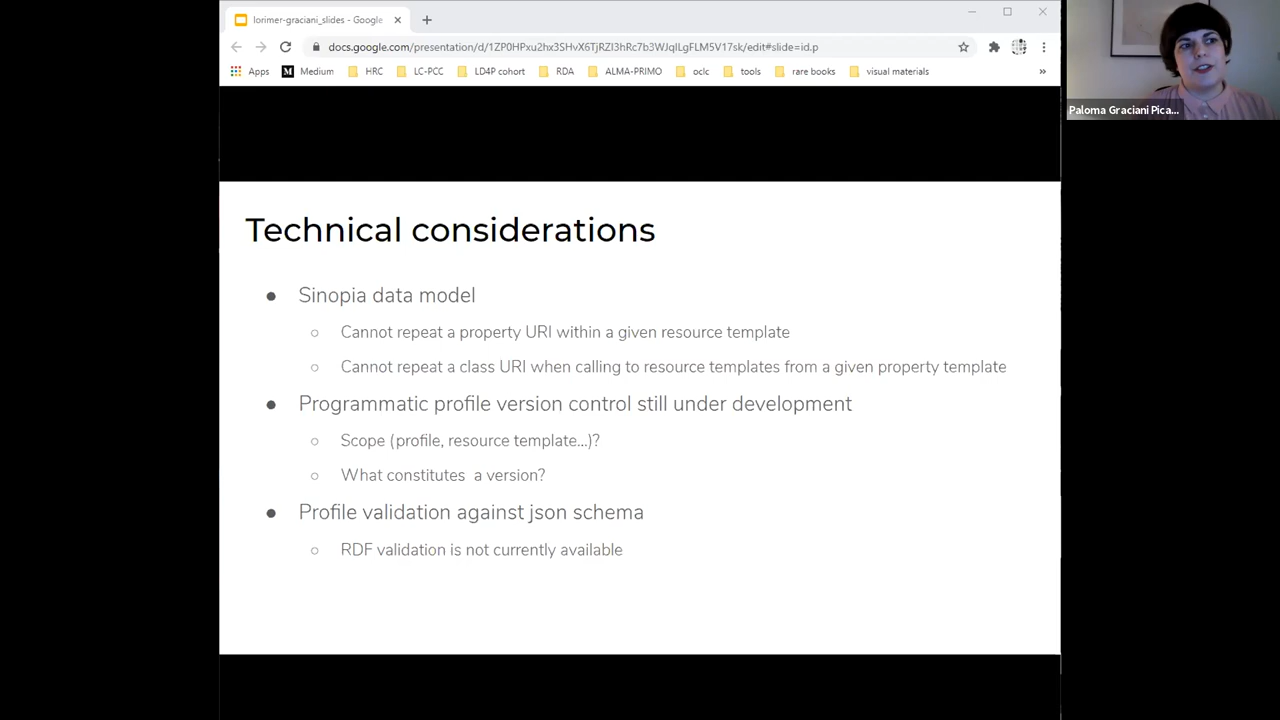 lorimer-graciani_slides - Google
docs.google.com/presentation/d/1ZP0HPxu2hx3SHvX6TjRZI3hRc7b3WJqILgFLM5V17sk/edit#slide=id.p
Apps Medium HRC LC-PCC LD4P cohort RDA ALMA-PRIMO oclc tools rare books visual materials »
Paloma Graciani Pica...
Technical considerations
● Sinopia data model
○ Cannot repeat a property URI within a given resource template
○ Cannot repeat a class URI when calling to resource templates from a given property template
● Programmatic profile version control still under development
○ Scope (profile, resource template...)?
○ What constitutes a version?
● Profile validation against json schema
○ RDF validation is not currently available